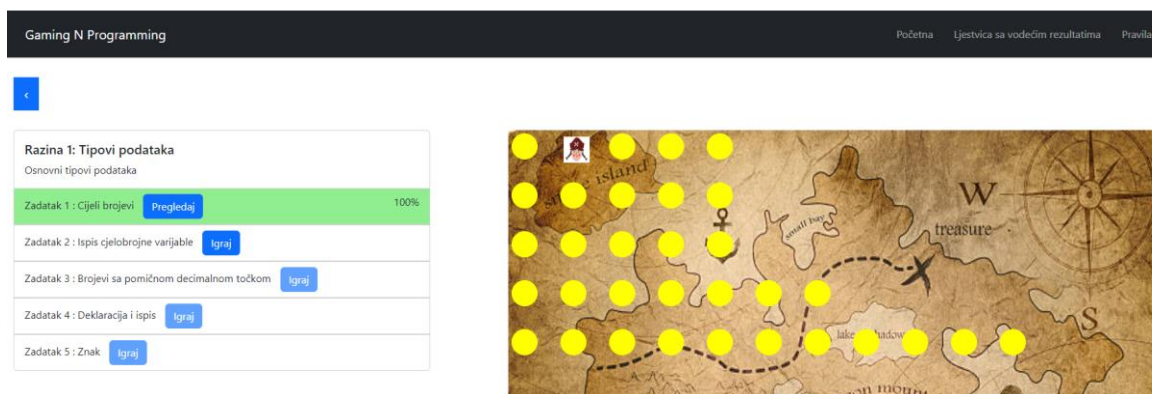 Gaming N Programming
Početna Ljestvica sa vodećim rezultatima Pravila
‹
Razina 1: Tipovi podataka
Osnovni tipovi podataka
Zadatak 1 : Cijeli brojevi Pregledaj 100%
Zadatak 2 : Ispis cjelobrojne varijable Igraj
Zadatak 3 : Brojevi sa pomičnom decimalnom točkom Igraj
Zadatak 4 : Deklaracija i ispis Igraj
Zadatak 5 : Znak Igraj
island
W
small bay
treasure
S
lake